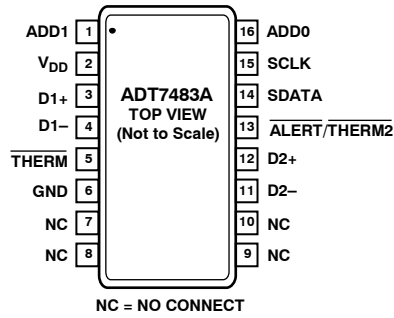 ADD1 1 16 ADD0
VDD 2 15 SCLK
D1+ 3 ADT7483A 14 SDATA
TOP VIEW
D1– 4 (Not to Scale) 13 ALERT/THERM2
THERM 5 12 D2+
GND 6 11 D2–
NC 7 10 NC
NC 8 9 NC
NC = NO CONNECT